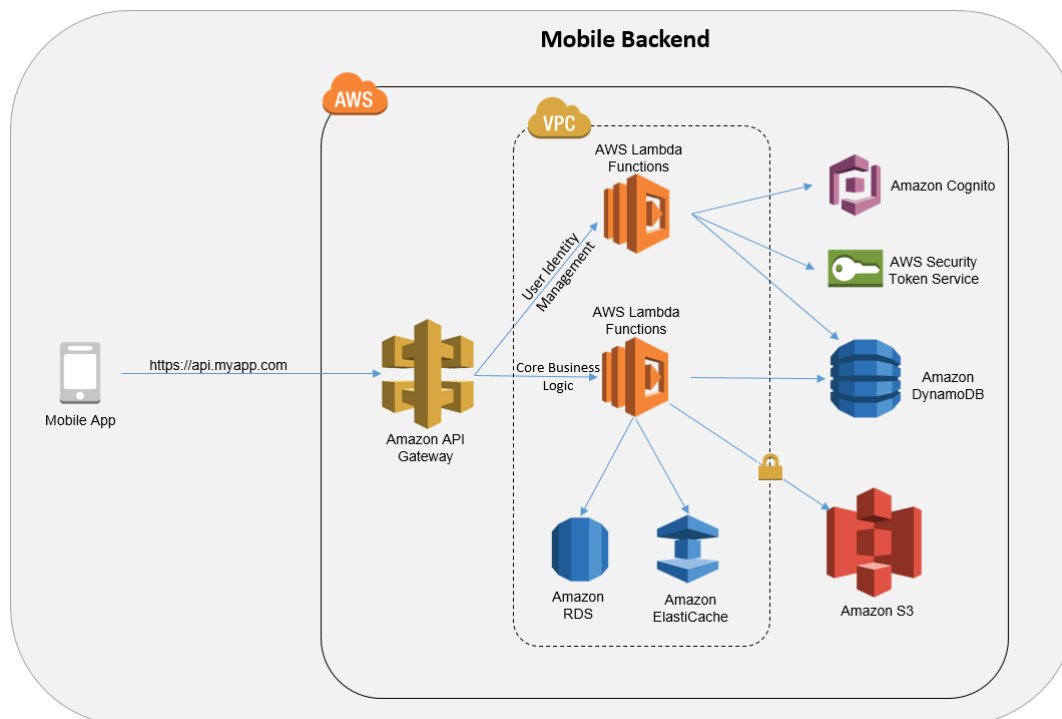 Mobile Backend
AWS
VPC
AWS Lambda
Functions
Amazon Cognito
User Identity
Management
AWS Security
Token Service
AWS Lambda
Functions
https://api.myapp.com
Core Business
Logic
Amazon
DynamoDB
Mobile App
Amazon API
Gateway
Amazon
RDS
Amazon
ElastiCache
Amazon S3